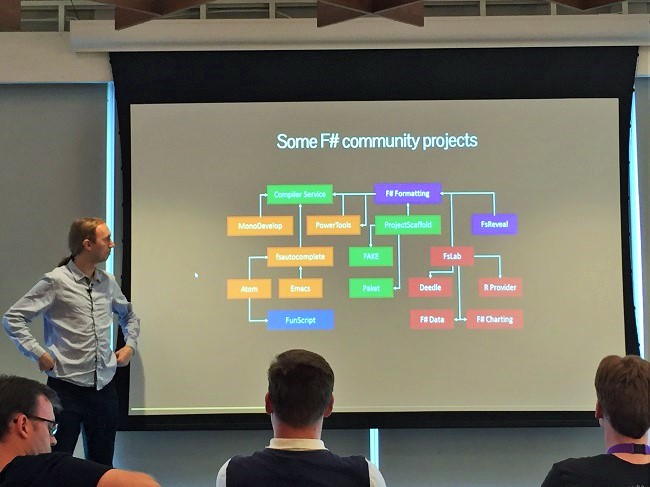 Some F# community projects
Compiler Service
F# Formatting
MonoDevelop
PowerTools
ProjectScaffold
FsReveal
fsautocomplete
FAKE
FsLab
Atom
Emacs
Paket
Deedle
R Provider
FunScript
F# Data
F# Charting